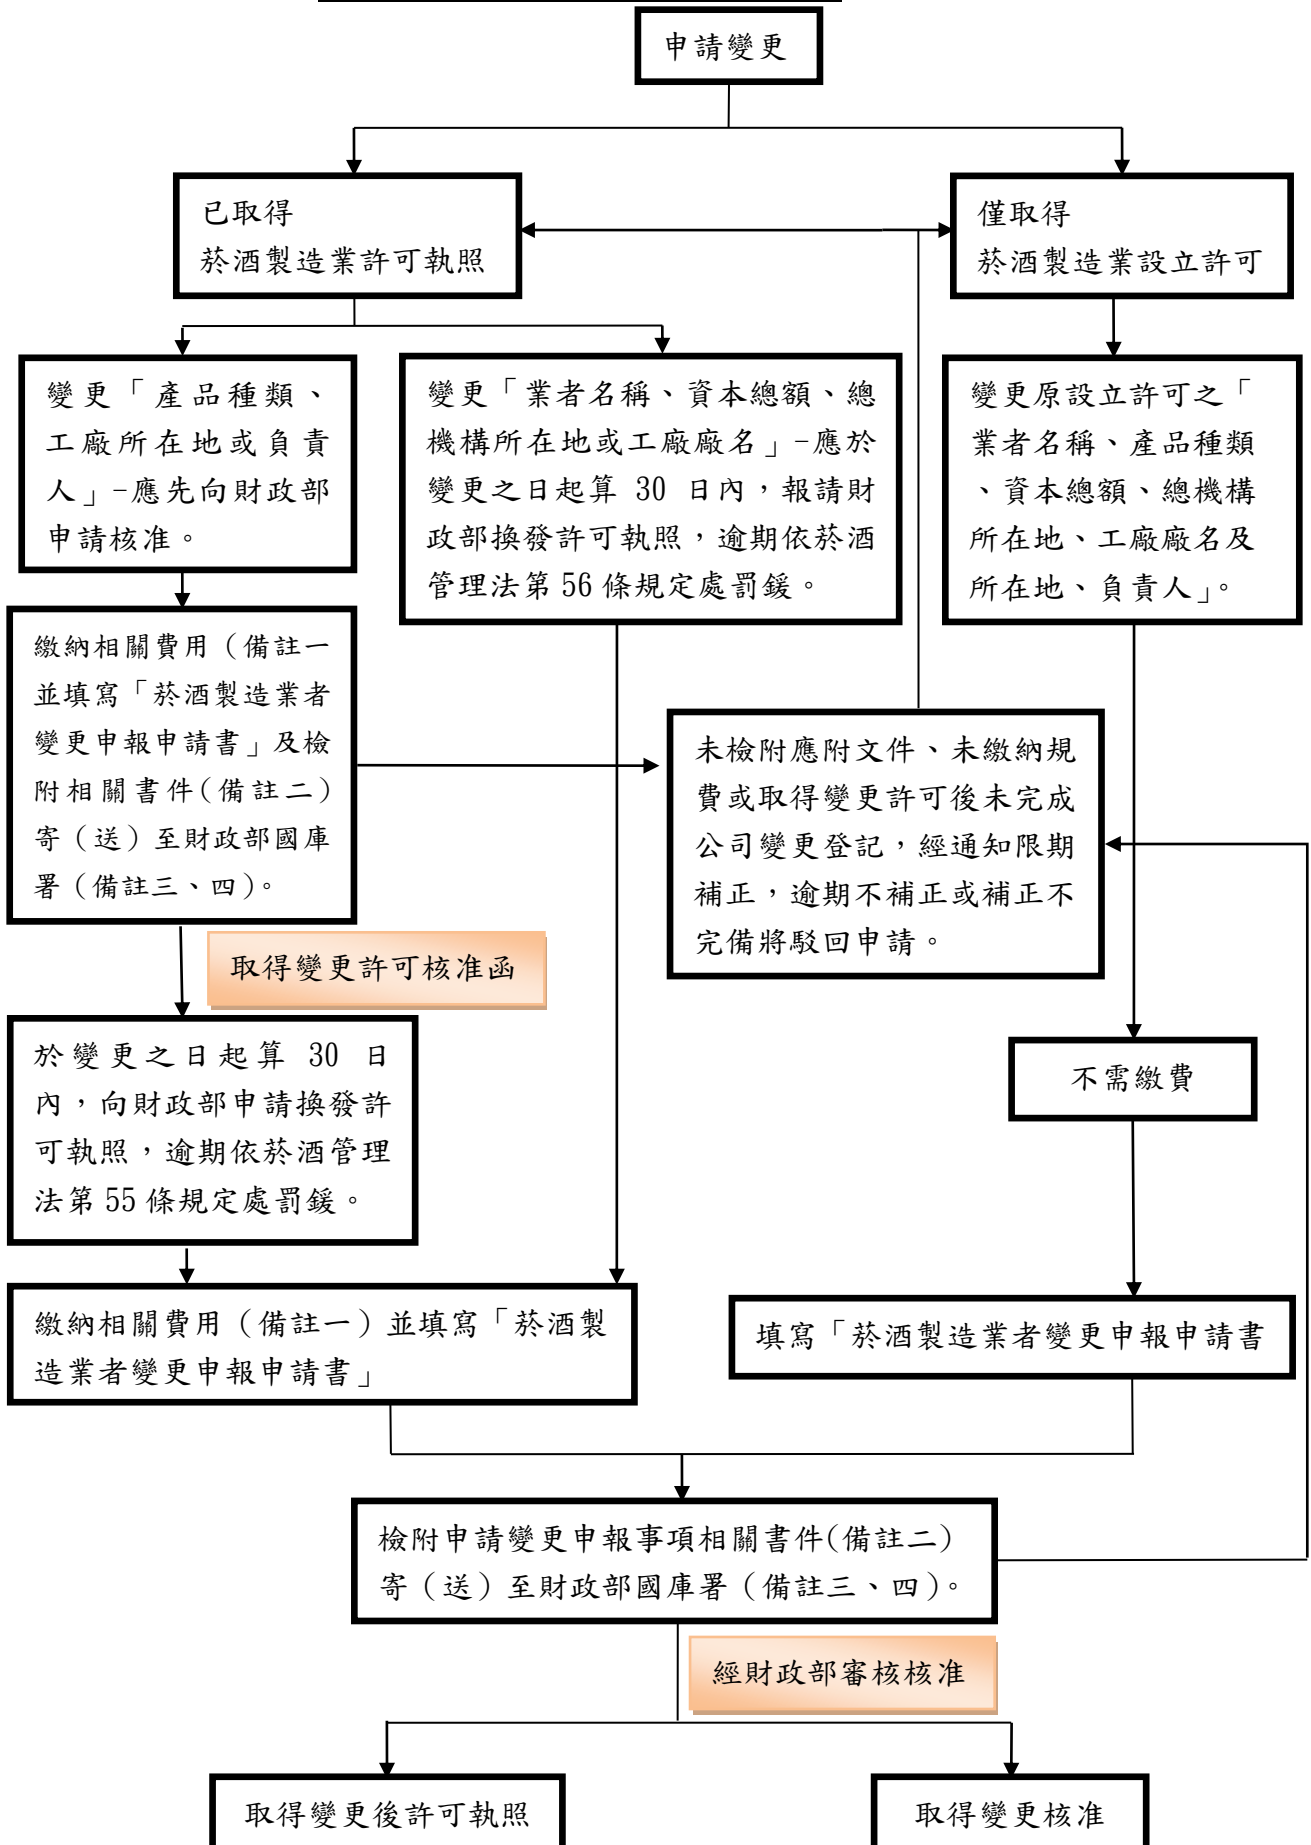 申請變更
已取得
菸酒製造業許可執照
僅取得
菸酒製造業設立許可
變更「產品種類、
工廠所在地或負責
人」-應先向財政部
申請核准。
變更「業者名稱、資本總額、總
機構所在地或工廠廠名」-應於
變更之日起算 30 日內，報請財
政部換發許可執照，逾期依菸酒
管理法第 56 條規定處罰鍰。
變更原設立許可之「
業者名稱、產品種類
、資本總額、總機構
所在地、工廠廠名及
所在地、負責人」。
繳納相關費用（備註一
並填寫「菸酒製造業者
變更申報申請書」及檢
附相關書件(備註二)
寄（送）至財政部國庫
署（備註三、四）。
未檢附應附文件、未繳納規
費或取得變更許可後未完成
公司變更登記，經通知限期
補正，逾期不補正或補正不
完備將駁回申請。
取得變更許可核准函
於變更之日起算 30 日
內，向財政部申請換發許
可執照，逾期依菸酒管理
法第 55 條規定處罰鍰。
不需繳費
繳納相關費用（備註一）並填寫「菸酒製
造業者變更申報申請書」
填寫「菸酒製造業者變更申報申請書
檢附申請變更申報事項相關書件(備註二)
寄（送）至財政部國庫署（備註三、四）。
經財政部審核核准
取得變更後許可執照
取得變更核准